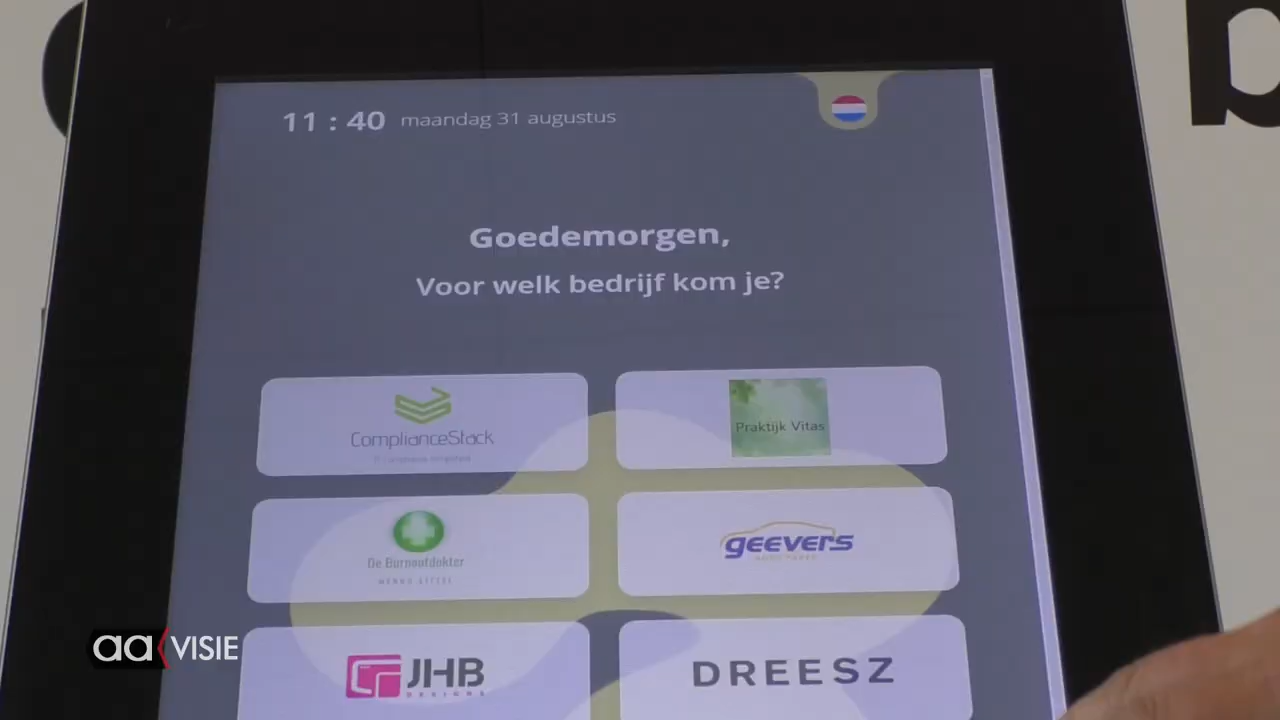 11 : 40 maandag 31 augustus
Goedemorgen,
Voor welk bedrijf kom je?
ComplianceStack
Praktijk Vitas
De Burnoutdokter
geevers
JHB
DESIGNS
DREESZ
aa VISIE